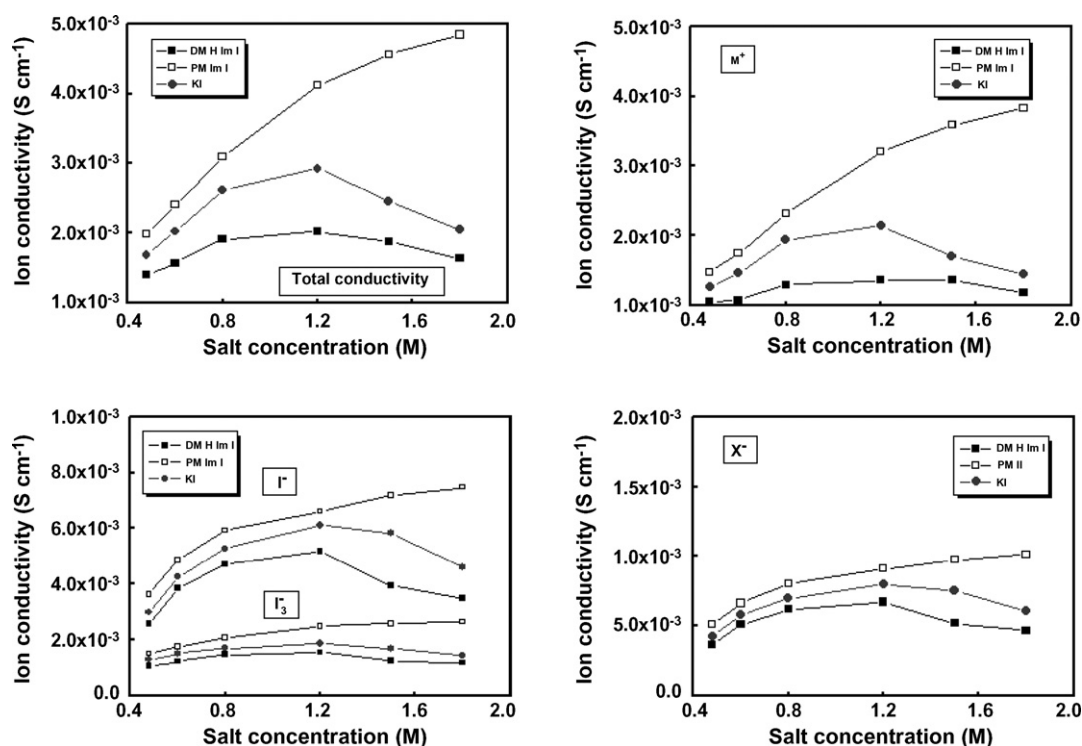 Ion conductivity (S cm⁻¹)
5.0x10⁻³
4.0x10⁻³
3.0x10⁻³
2.0x10⁻³
1.0x10⁻³
DM H Im I
PM Im I
KI
Total conductivity
0.4 0.8 1.2 1.6 2.0
Salt concentration (M)
Ion conductivity (S cm⁻¹)
5.0x10⁻³
4.0x10⁻³
3.0x10⁻³
2.0x10⁻³
1.0x10⁻³
M⁺
DM H Im I
PM Im I
KI
0.4 0.8 1.2 1.6 2.0
Salt concentration (M)
Ion conductivity (S cm⁻¹)
1.0x10⁻³
8.0x10⁻³
6.0x10⁻³
4.0x10⁻³
2.0x10⁻³
0.0
DM H Im I
PM Im I
KI
I⁻
I₃⁻
0.4 0.8 1.2 1.6 2.0
Salt concentration (M)
Ion conductivity (S cm⁻¹)
2.0x10⁻³
1.5x10⁻³
1.0x10⁻³
5.0x10⁻³
0.0
X⁻
DM H Im I
PM II
KI
0.4 0.8 1.2 1.6 2.0
Salt concentration (M)